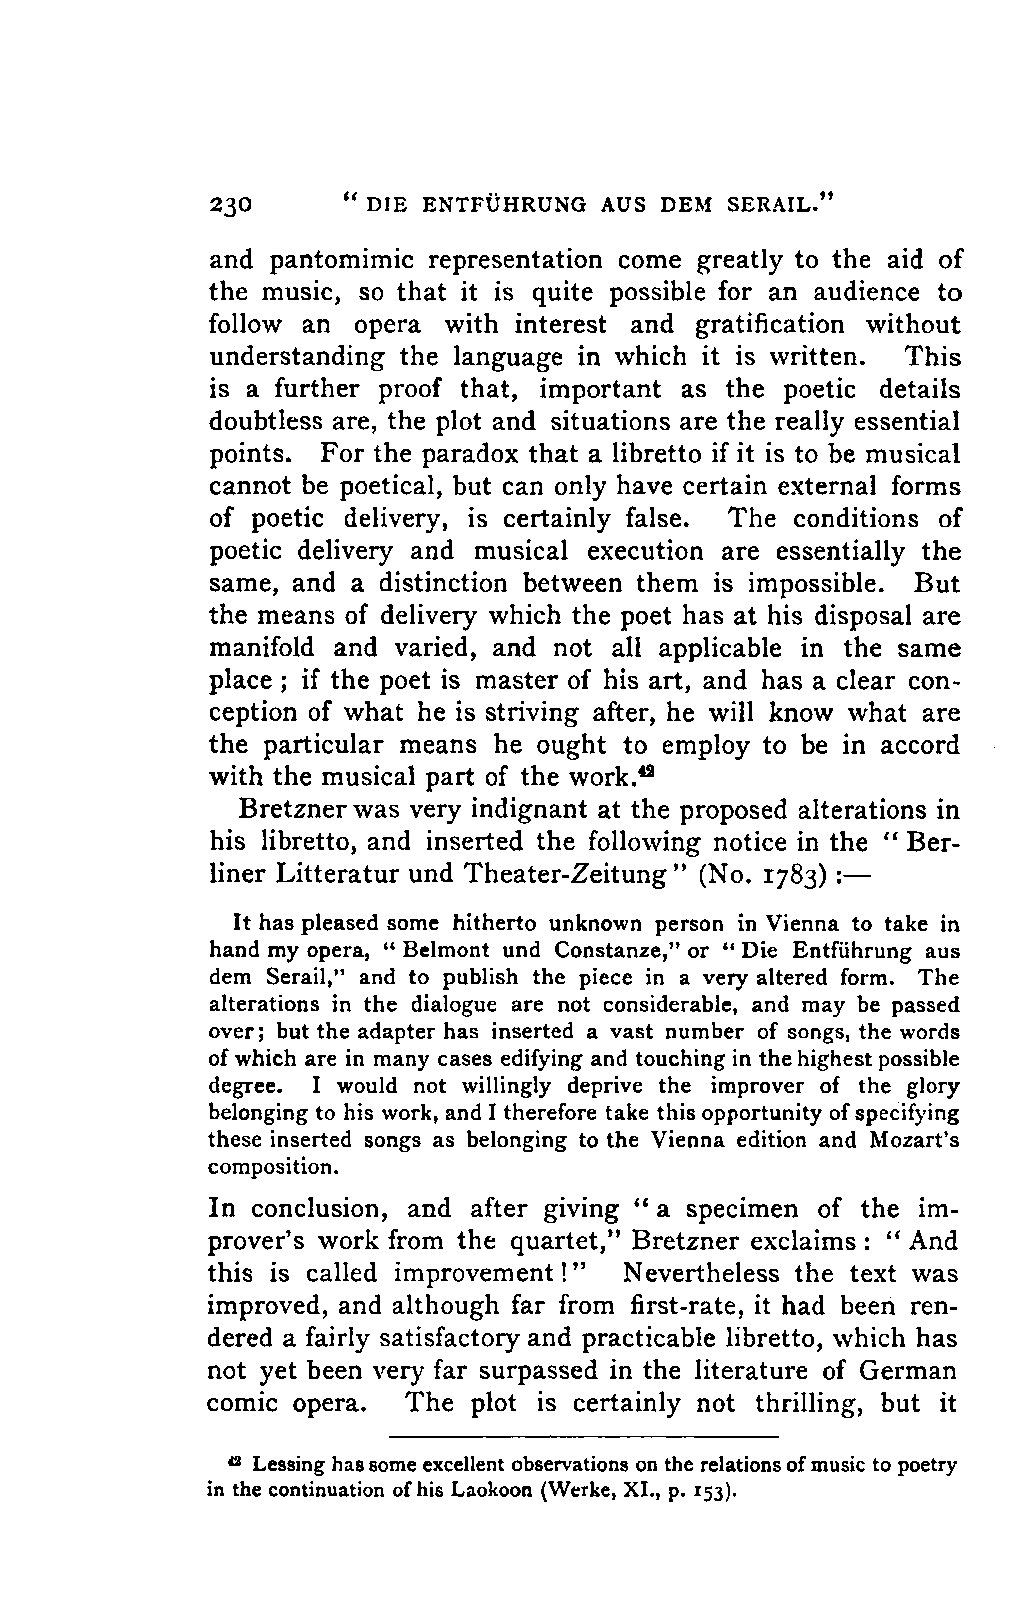 230 “ DIE ENTFÜHRUNG AUS DEM SERAIL.”
and pantomimic representation come greatly to the aid of
the music, so that it is quite possible for an audience to
follow an opera with interest and gratification without
understanding the language in which it is written. This
is a further proof that, important as the poetic details
doubtless are, the plot and situations are the really essential
points. For the paradox that a libretto if it is to be musical
cannot be poetical, but can only have certain external forms
of poetic delivery, is certainly false. The conditions of
poetic delivery and musical execution are essentially the
same, and a distinction between them is impossible. But
the means of delivery which the poet has at his disposal are
manifold and varied, and not all applicable in the same
place ; if the poet is master of his art, and has a clear con-
ception of what he is striving after, he will know what are
the particular means he ought to employ to be in accord
with the musical part of the work.⁴²
Bretzner was very indignant at the proposed alterations in
his libretto, and inserted the following notice in the “ Ber-
liner Litteratur und Theater-Zeitung ” (No. 1783) :—
It has pleased some hitherto unknown person in Vienna to take in
hand my opera, “ Belmont und Constanze,” or “ Die Entführung aus
dem Serail,” and to publish the piece in a very altered form. The
alterations in the dialogue are not considerable, and may be passed
over; but the adapter has inserted a vast number of songs, the words
of which are in many cases edifying and touching in the highest possible
degree. I would not willingly deprive the improver of the glory
belonging to his work, and I therefore take this opportunity of specifying
these inserted songs as belonging to the Vienna edition and Mozart’s
composition.
In conclusion, and after giving “ a specimen of the im-
prover’s work from the quartet,” Bretzner exclaims : “ And
this is called improvement ! ” Nevertheless the text was
improved, and although far from first-rate, it had been ren-
dered a fairly satisfactory and practicable libretto, which has
not yet been very far surpassed in the literature of German
comic opera. The plot is certainly not thrilling, but it
⁴² Lessing has some excellent observations on the relations of music to poetry
in the continuation of his Laokoon (Werke, XI., p. 153).